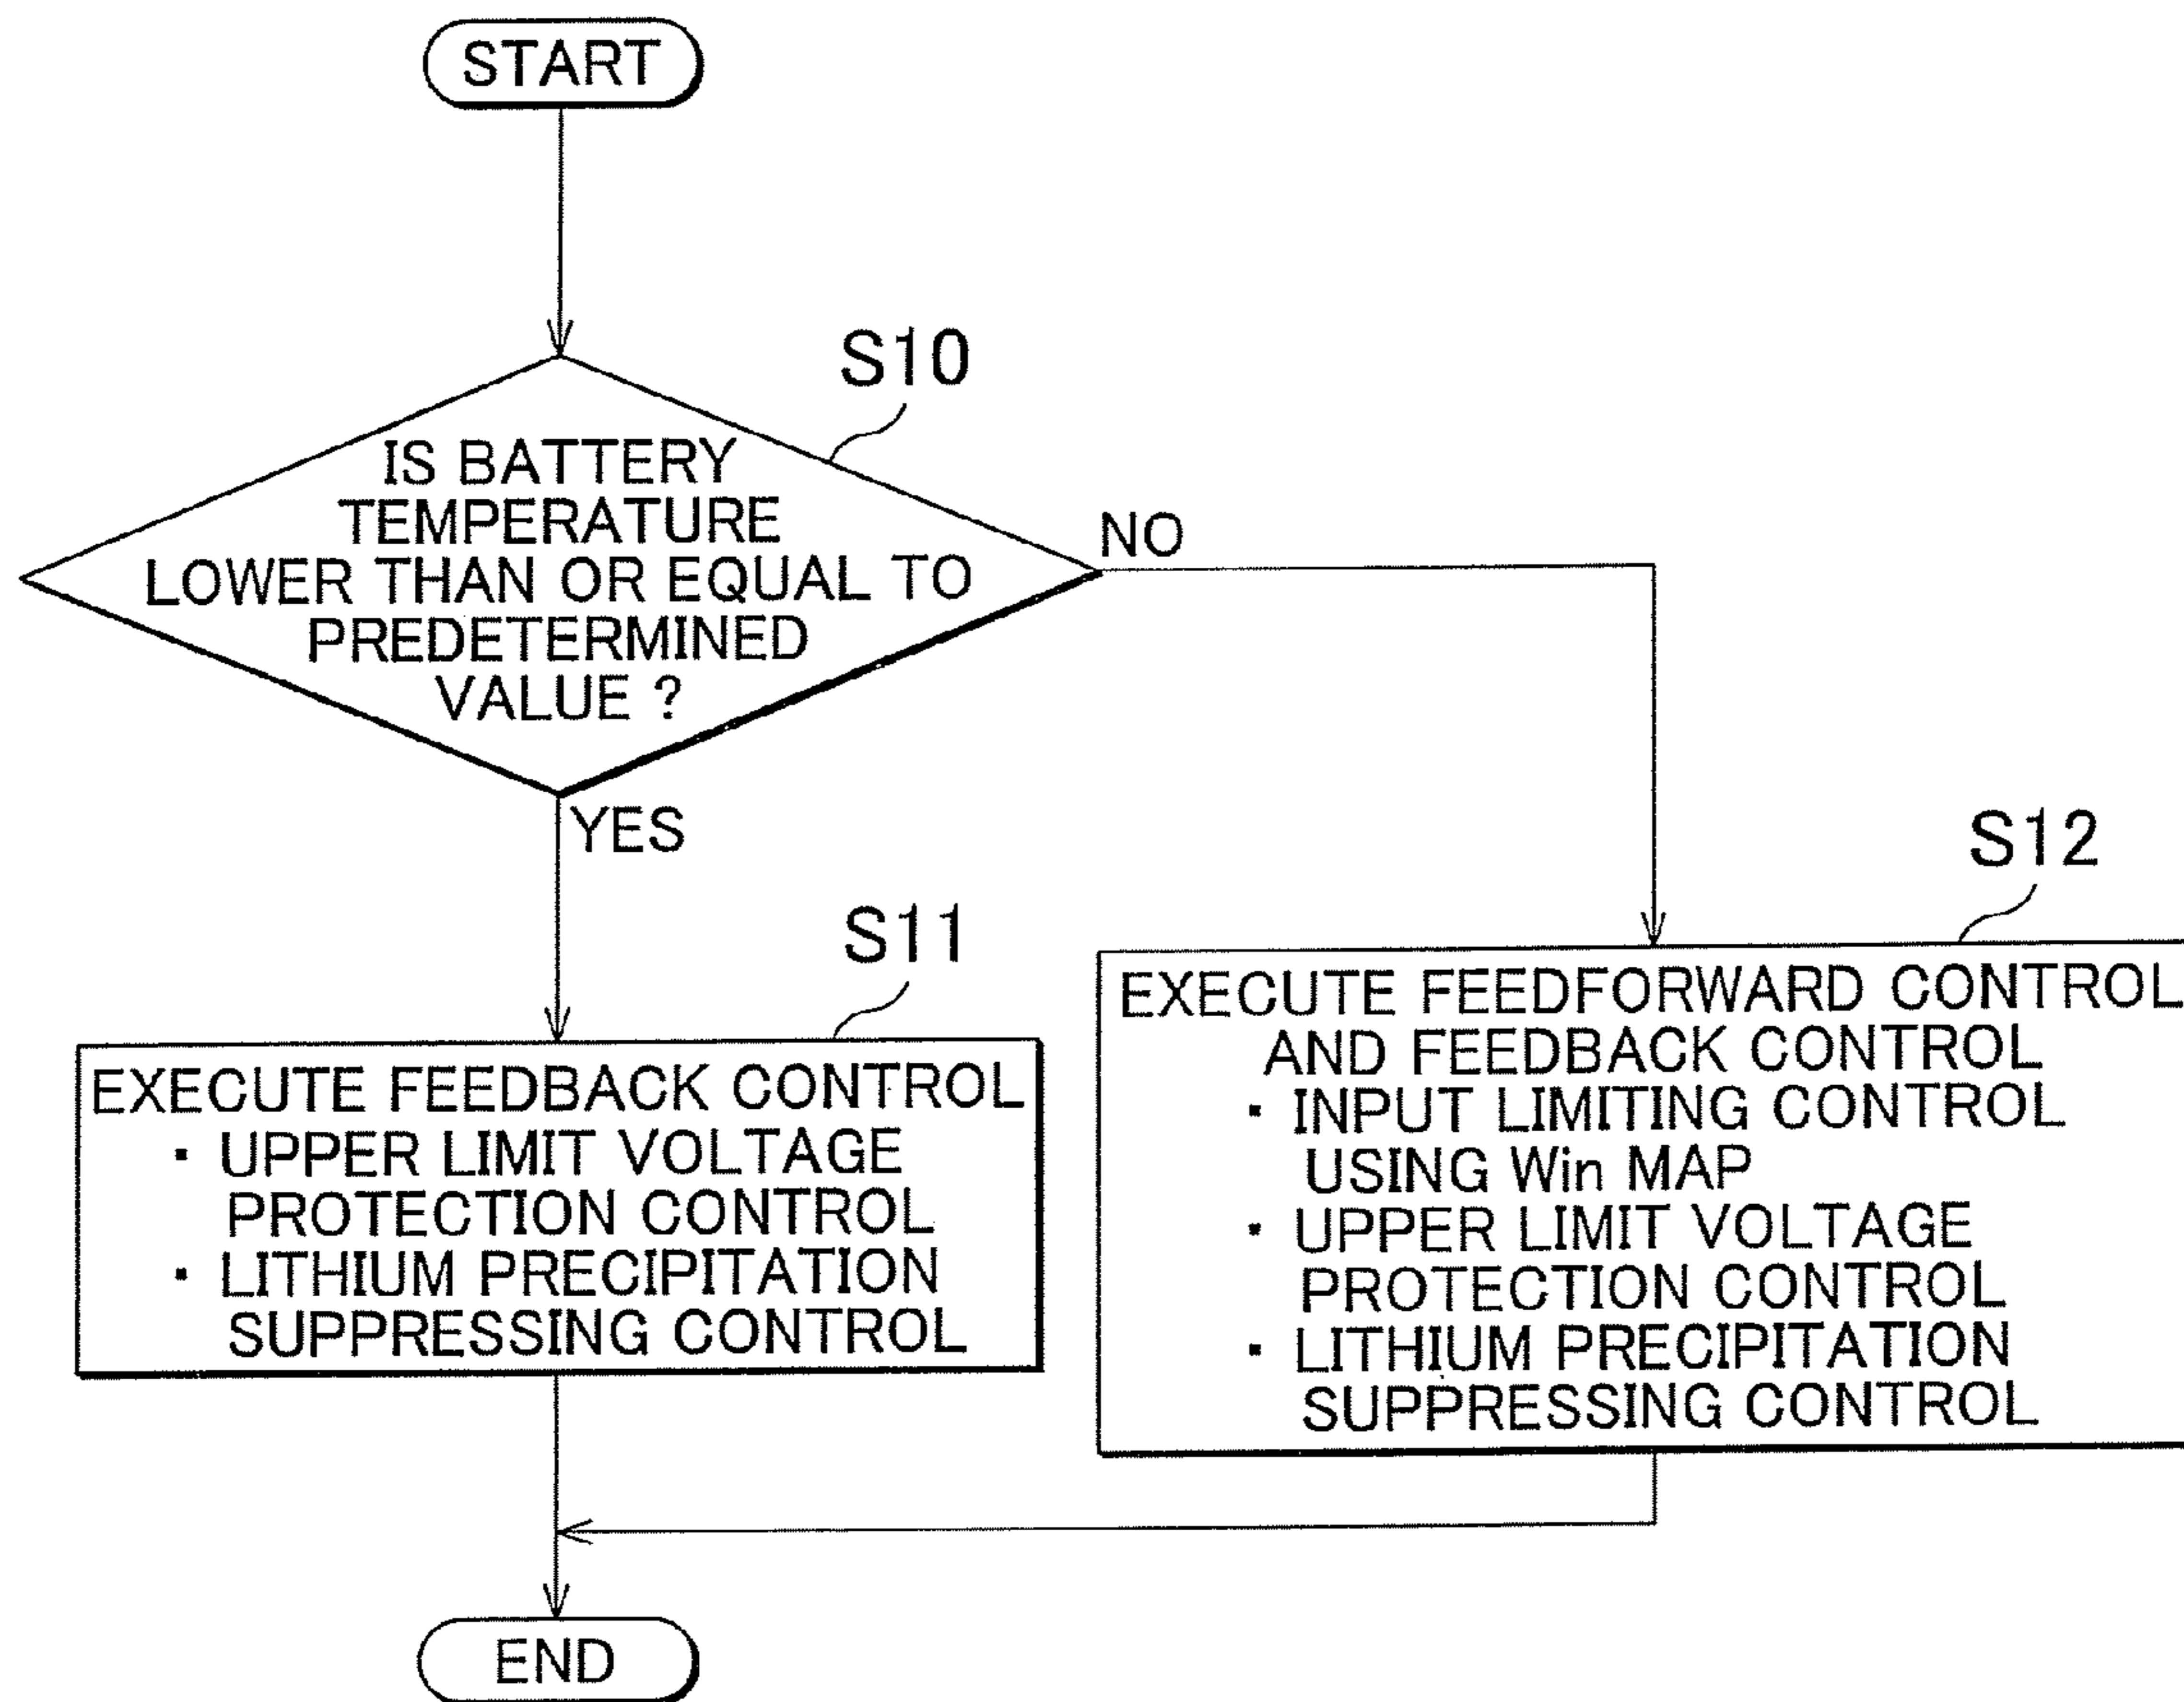 START
S10
IS BATTERY
TEMPERATURE
LOWER THAN OR EQUAL TO
PREDETERMINED
VALUE ?
NO
YES
S11
EXECUTE FEEDBACK CONTROL
・ UPPER LIMIT VOLTAGE
PROTECTION CONTROL
・ LITHIUM PRECIPITATION
SUPPRESSING CONTROL
S12
EXECUTE FEEDFORWARD CONTROL
AND FEEDBACK CONTROL
・ INPUT LIMITING CONTROL
USING Win MAP
・ UPPER LIMIT VOLTAGE
PROTECTION CONTROL
・ LITHIUM PRECIPITATION
SUPPRESSING CONTROL
END